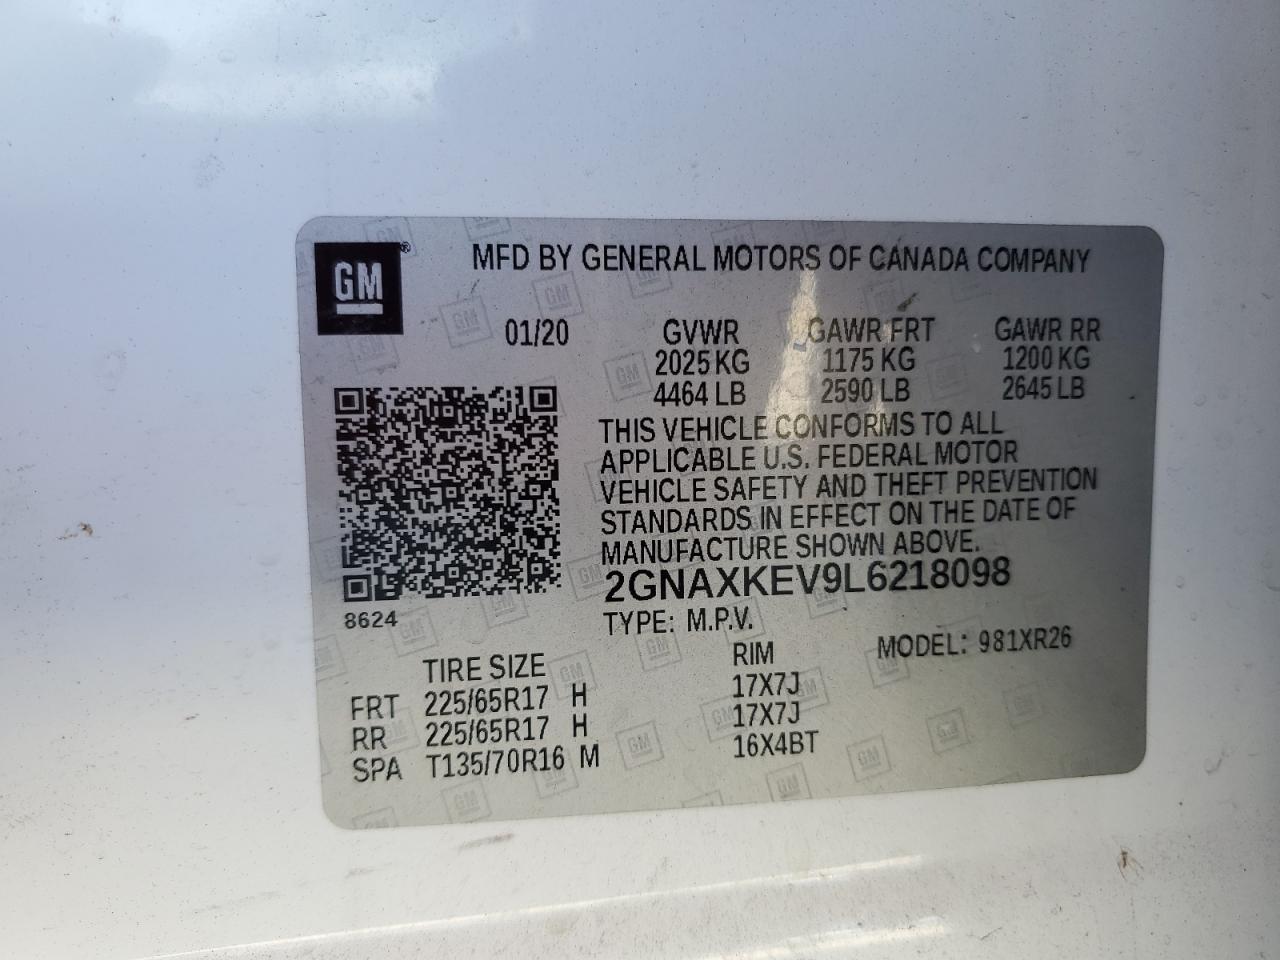 GM®
MFD BY GENERAL MOTORS OF CANADA COMPANY
01/20 GVWR GAWR FRT GAWR RR
2025 KG 1175 KG 1200 KG
4464 LB 2590 LB 2645 LB
THIS VEHICLE CONFORMS TO ALL
APPLICABLE U.S. FEDERAL MOTOR
VEHICLE SAFETY AND THEFT PREVENTION
STANDARDS IN EFFECT ON THE DATE OF
MANUFACTURE SHOWN ABOVE.
2GNAXKEV9L6218098
8624
TYPE: M.P.V.
MODEL: 981XR26
TIRE SIZE RIM
FRT 225/65R17 H 17X7J
RR 225/65R17 H 17X7J
SPA T135/70R16 M 16X4BT